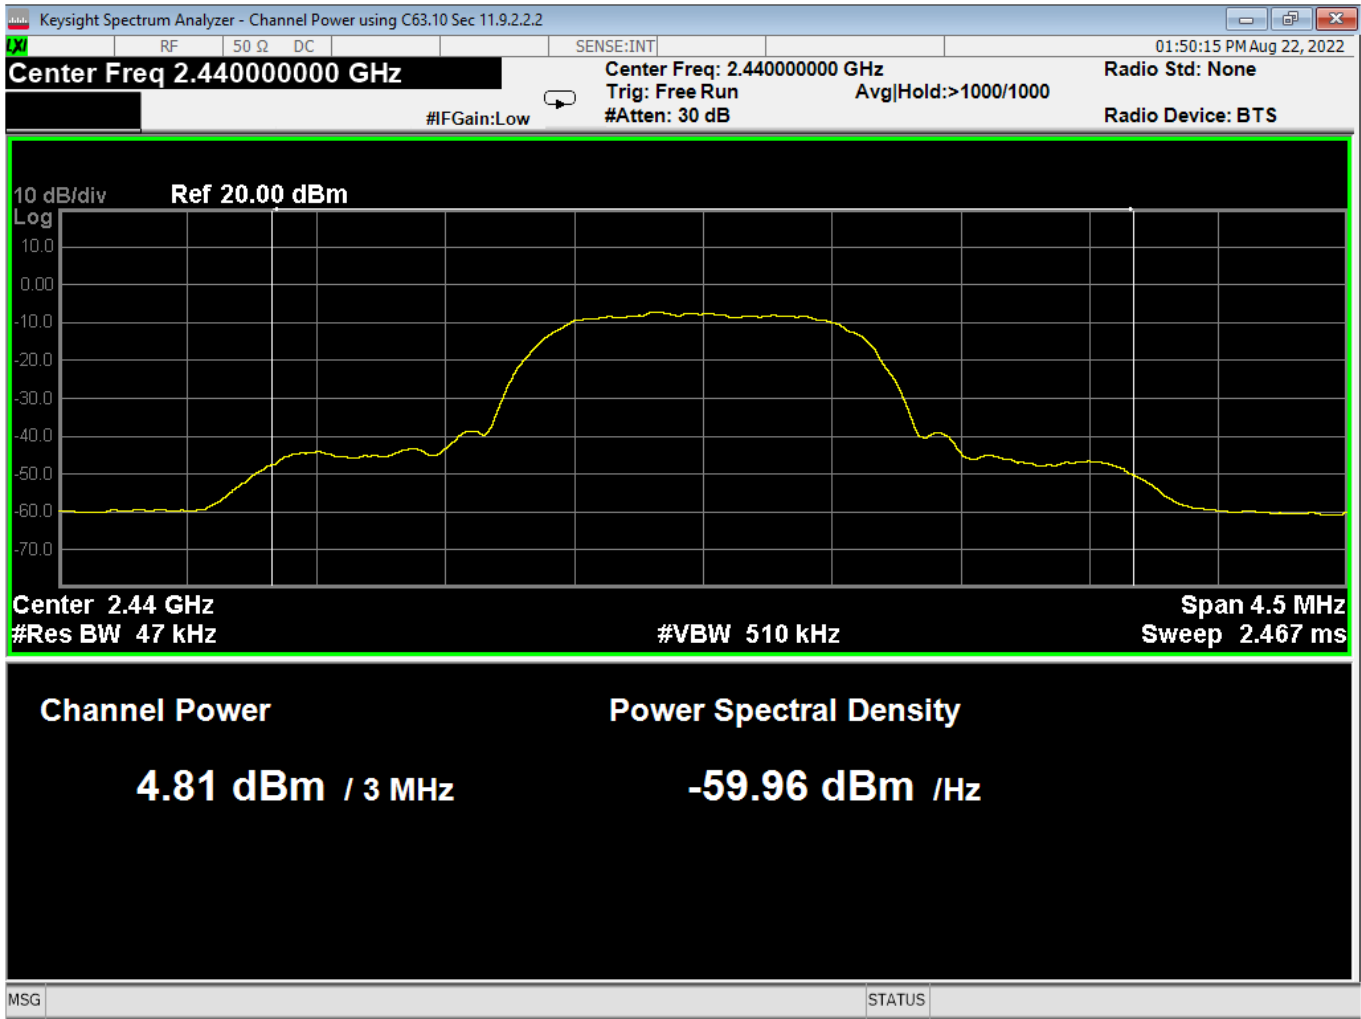 Keysight Spectrum Analyzer - Channel Power using C63.10 Sec 11.9.2.2.2
LXI RF 50 Ω DC SENSE:INT 01:50:15 PM Aug 22, 2022
Center Freq 2.440000000 GHz
Center Freq: 2.440000000 GHz
Radio Std: None
Trig: Free Run
Avg|Hold:>1000/1000
#IFGain:Low
#Atten: 30 dB
Radio Device: BTS
10 dB/div
Ref 20.00 dBm
Log
10.0
0.00
-10.0
-20.0
-30.0
-40.0
-50.0
-60.0
-70.0
Center 2.44 GHz
Span 4.5 MHz
#Res BW 47 kHz
#VBW 510 kHz
Sweep 2.467 ms
Channel Power
Power Spectral Density
4.81 dBm / 3 MHz
-59.96 dBm /Hz
MSG
STATUS